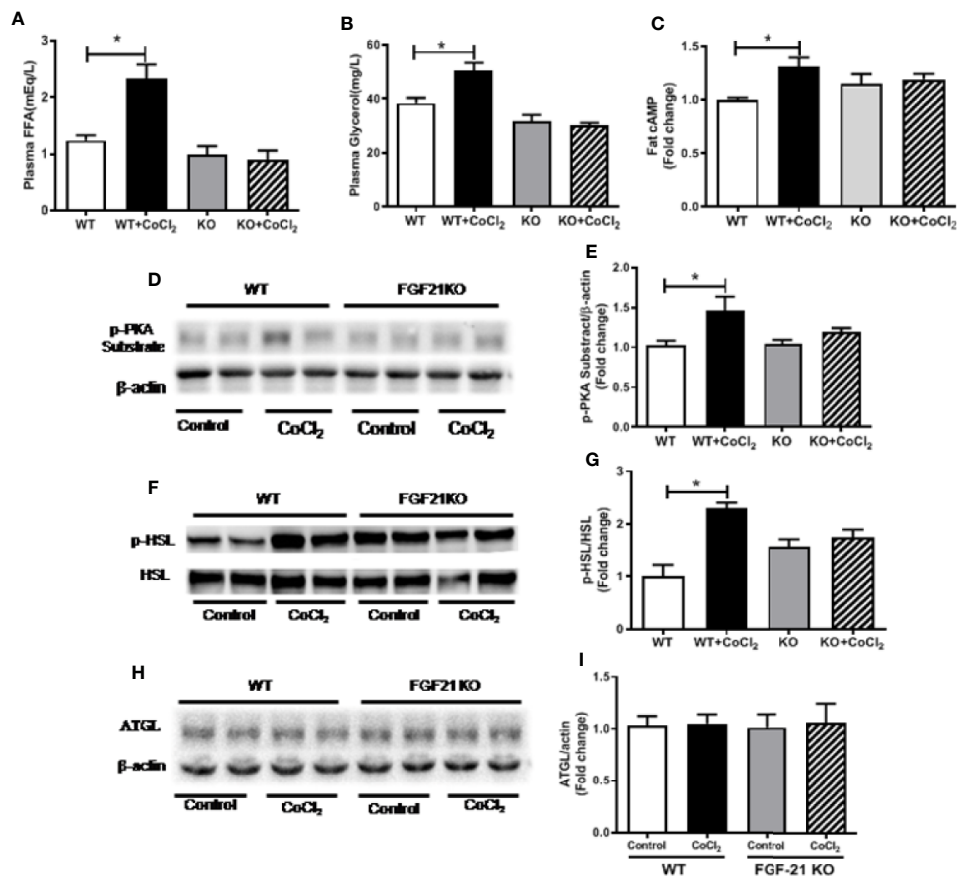 A
Plasma FFA(mEq/L)
3
2
1
0
*
WT WT+CoCl₂ KO KO+CoCl₂
B
Plasma Glycerol(mg/L)
60
40
20
0
*
WT WT+CoCl₂ KO KO+CoCl₂
C
Fat cAMP
(Fold change)
1.5
1.0
0.5
0.0
*
WT WT+CoCl₂ KO KO+CoCl₂
D
WT FGF21KO
p-PKA
Substrate
β-actin
Control CoCl₂ Control CoCl₂
E
p-PKA Substract/β-actin
(Fold change)
2.0
1.5
1.0
0.5
0.0
*
WT WT+CoCl₂ KO KO+CoCl₂
F
WT FGF21KO
p-HSL
HSL
Control CoCl₂ Control CoCl₂
G
p-HSL/HSL
(Fold change)
3
2
1
0
*
WT WT+CoCl₂ KO KO+CoCl₂
H
WT FGF21 KO
ATGL
β-actin
Control CoCl₂ Control CoCl₂
I
ATGL/actin
(Fold change)
1.5
1.0
0.5
0.0
Control CoCl₂ Control CoCl₂
WT FGF-21 KO